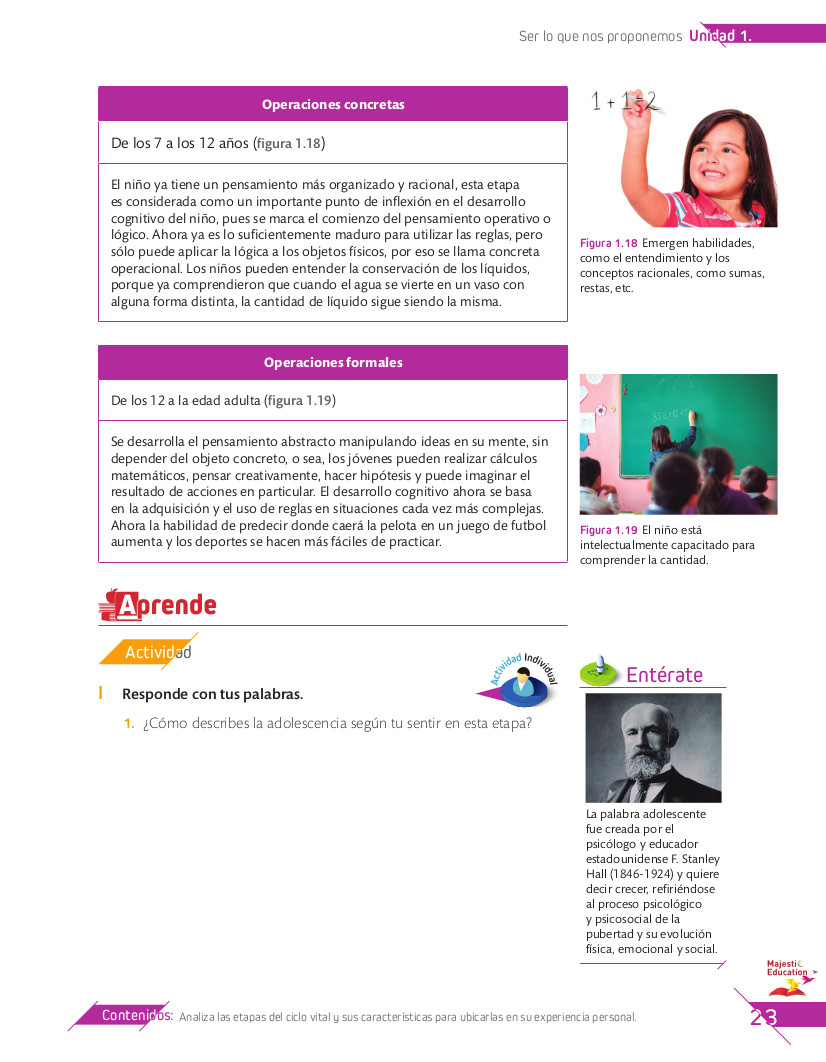 Ser lo que nos proponemos Unidad 1.
Operaciones concretas
De los 7 a los 12 años (figura 1.18)
El niño ya tiene un pensamiento más organizado y racional, esta etapa
es considerada como un importante punto de inflexión en el desarrollo
cognitivo del niño, pues se marca el comienzo del pensamiento operativo o
lógico. Ahora ya es lo suficientemente maduro para utilizar las reglas, pero
sólo puede aplicar la lógica a los objetos físicos, por eso se llama concreta
operacional. Los niños pueden entender la conservación de los líquidos,
porque ya comprendieron que cuando el agua se vierte en un vaso con
alguna forma distinta, la cantidad de líquido sigue siendo la misma.
1 + 1 = 2
Figura 1.18 Emergen habilidades,
como el entendimiento y los
conceptos racionales, como sumas,
restas, etc.
Operaciones formales
De los 12 a la edad adulta (figura 1.19)
Se desarrolla el pensamiento abstracto manipulando ideas en su mente, sin
depender del objeto concreto, o sea, los jóvenes pueden realizar cálculos
matemáticos, pensar creativamente, hacer hipótesis y puede imaginar el
resultado de acciones en particular. El desarrollo cognitivo ahora se basa
en la adquisición y el uso de reglas en situaciones cada vez más complejas.
Ahora la habilidad de predecir donde caerá la pelota en un juego de futbol
aumenta y los deportes se hacen más fáciles de practicar.
Figura 1.19 El niño está
intelectualmente capacitado para
comprender la cantidad.
Aprende
Actividad
Actividad Individual
I Responde con tus palabras.
1. ¿Cómo describes la adolescencia según tu sentir en esta etapa?
Entérate
La palabra adolescente
fue creada por el
psicólogo y educador
estadounidense F. Stanley
Hall (1846-1924) y quiere
decir crecer, refiriéndose
al proceso psicológico
y psicosocial de la
pubertad y su evolución
física, emocional y social.
Majestic
Education
Contenidos: Analiza las etapas del ciclo vital y sus características para ubicarlas en su experiencia personal.
23